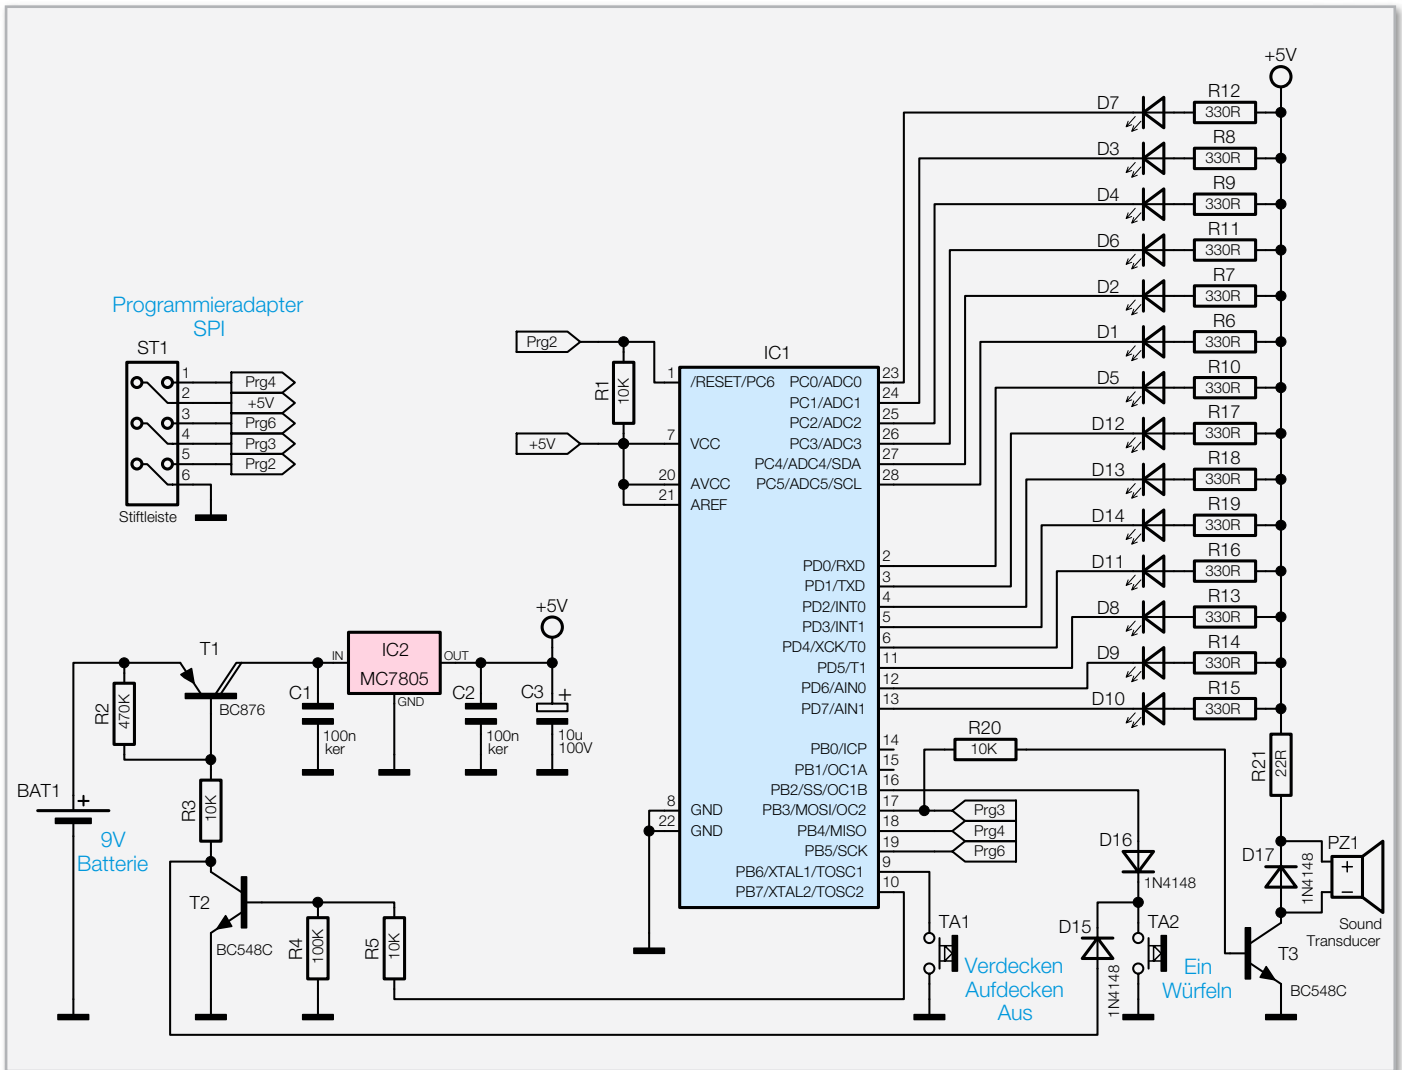 +5V
D7
R12
330R
D3
R8
330R
D4
R9
330R
D6
R11
330R
D2
R7
330R
D1
R6
330R
D5
R10
330R
D12
R17
330R
D13
R18
330R
D14
R19
330R
D11
R16
330R
D8
R13
330R
D9
R14
330R
D10
R15
330R
Programmieradapter
SPI
ST1
1
Prg4
2
+5V
3
Prg6
4
Prg3
5
Prg2
6
Stiftleiste
Prg2
R1
10K
+5V
IC1
1
/RESET/PC6
7
VCC
20
AVCC
21
AREF
8
GND
22
GND
PC0/ADC0
23
PC1/ADC1
24
PC2/ADC2
25
PC3/ADC3
26
PC4/ADC4/SDA
27
PC5/ADC5/SCL
28
PD0/RXD
2
PD1/TXD
3
PD2/INT0
4
PD3/INT1
5
PD4/XCK/T0
6
PD5/T1
11
PD6/AIN0
12
PD7/AIN1
13
PB0/ICP
14
PB1/OC1A
15
PB2/SS/OC1B
16
PB3/MOSI/OC2
17
PB4/MISO
18
PB5/SCK
19
PB6/XTAL1/TOSC1
9
PB7/XTAL2/TOSC2
10
R20
10K
Prg3
Prg4
Prg6
T1
BC876
R2
470K
R3
10K
BAT1
+
9V
Batterie
C1
100n
ker
IN
IC2
MC7805
OUT
GND
C2
100n
ker
+5V
C3
+
10u
100V
T2
BC548C
R4
100K
R5
10K
TA1
Verdecken
Aufdecken
Aus
D16
1N4148
D15
1N4148
TA2
Ein
Würfeln
R21
22R
D17
1N4148
PZ1
+
−
Sound
Transducer
T3
BC548C